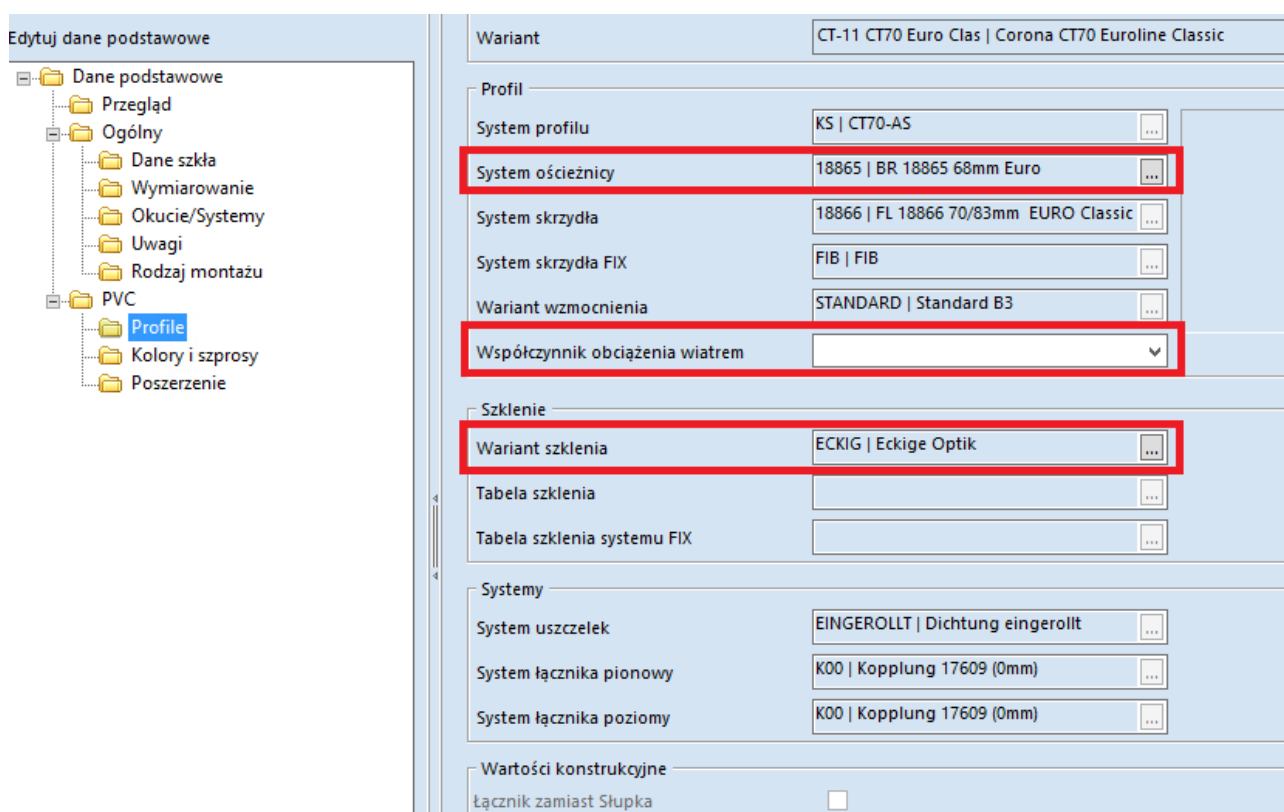 Edytuj dane podstawowe
Dane podstawowe
Przegląd
Ogólny
Dane szkła
Wymiarowanie
Okucie/Systemy
Uwagi
Rodzaj montażu
PVC
Profile
Kolory i szprosy
Poszerzenie
Wariant CT-11 CT70 Euro Clas | Corona CT70 Euroline Classic
Profil
System profilu KS | CT70-AS ...
System ościeżnicy 18865 | BR 18865 68mm Euro ...
System skrzydła 18866 | FL 18866 70/83mm EURO Classic ...
System skrzydła FIX FIB | FIB ...
Wariant wzmocnienia STANDARD | Standard B3 ...
Współczynnik obciążenia wiatrem
Szklenie
Wariant szklenia ECKIG | Eckige Optik ...
Tabela szklenia ...
Tabela szklenia systemu FIX ...
Systemy
System uszczelek EINGEROLLT | Dichtung eingerollt ...
System łącznika pionowy K00 | Kopplung 17609 (0mm) ...
System łącznika poziomy K00 | Kopplung 17609 (0mm) ...
Wartości konstrukcyjne
Łącznik zamiast Słupka